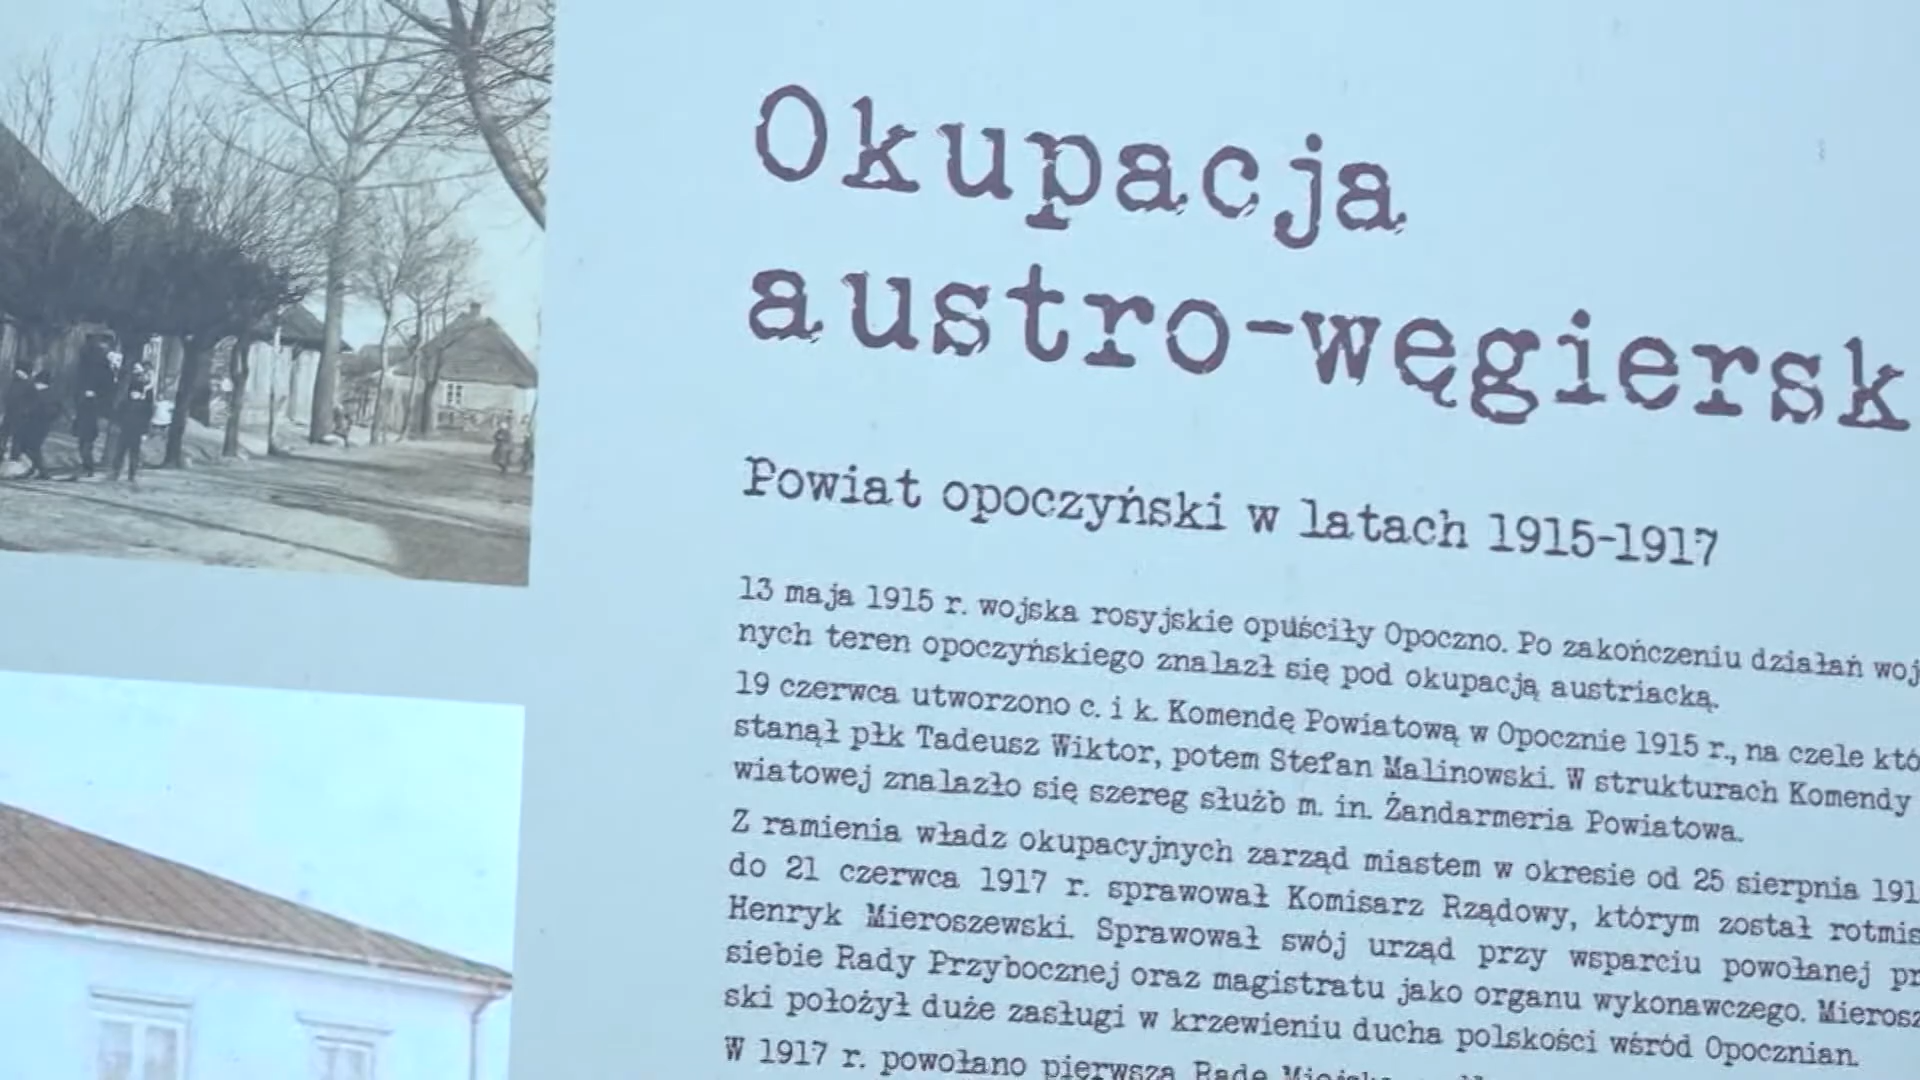 Okupacja
austro-węgiersk
Powiat opoczyński w latach 1915-1917
13 maja 1915 r. wojska rosyjskie opuściły Opoczno. Po zakończeniu działań woj
nych teren opoczyńskiego znalazł się pod okupacją austriacką.
19 czerwca utworzono c. i k. Komendę Powiatową w Opocznie 1915 r., na czele któ
stanął płk Tadeusz Wiktor, potem Stefan Malinowski. W strukturach Komendy
wiatowej znalazło się szereg służb m. in. Żandarmeria Powiatowa.
Z ramienia władz okupacyjnych zarząd miastem w okresie od 25 sierpnia 191
do 21 czerwca 1917 r. sprawował Komisarz Rządowy, którym został rotmis
Henryk Mieroszewski. Sprawował swój urząd przy wsparciu powołanej pr
siebie Rady Przybocznej oraz magistratu jako organu wykonawczego. Mierosz
ski położył duże zasługi w krzewieniu ducha polskości wśród Opocznian.
W 1917 r. powołano pierwszą Radę